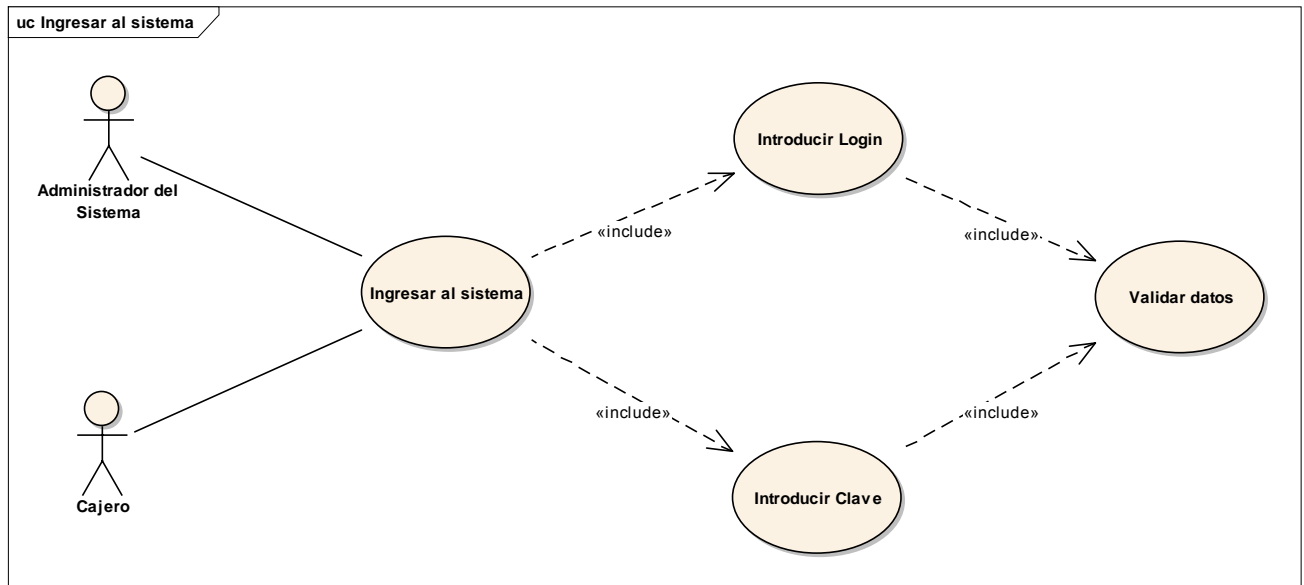 uc Ingresar al sistema
Administrador del
Sistema
Introducir Login
«include»
«include»
Ingresar al sistema
Validar datos
«include»
«include»
Introducir Clave
Cajero